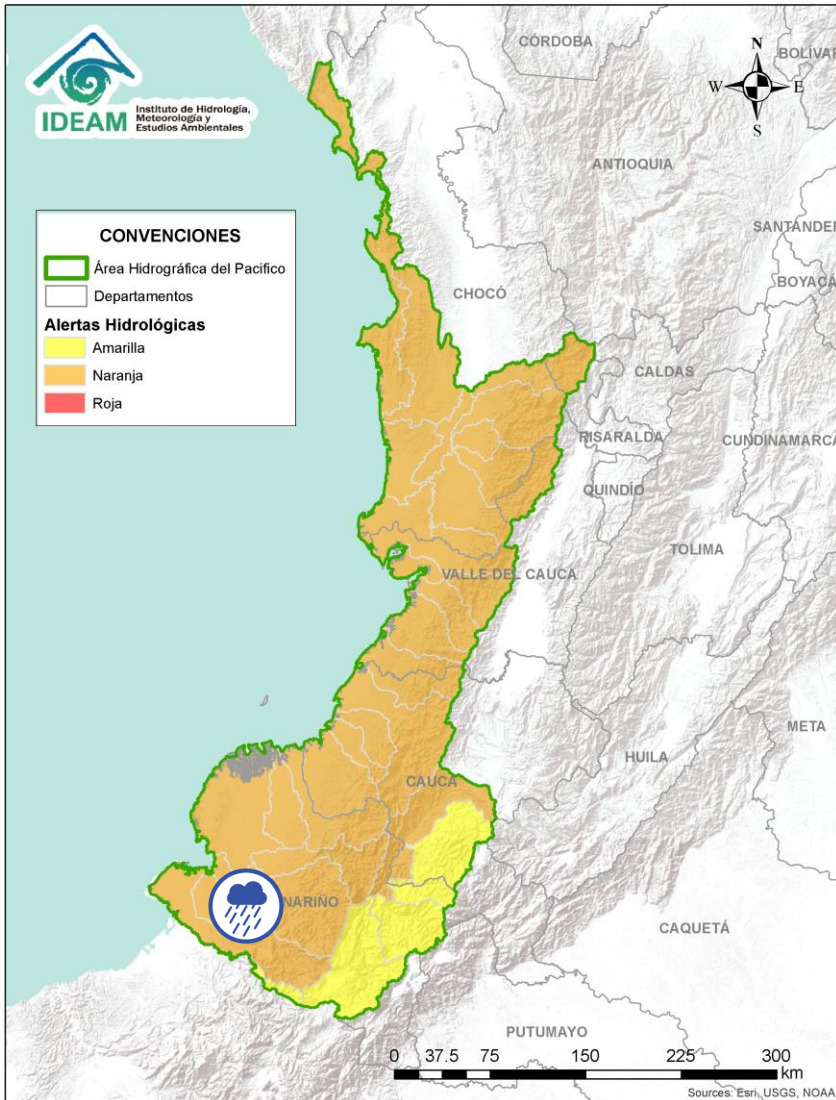 IDEAM
Instituto de Hidrología,
Meteorología y
Estudios Ambientales
CONVENCIONES
Área Hidrográfica del Pacifico
Departamentos
Alertas Hidrológicas
Amarilla
Naranja
Roja
N
W
E
S
CÓRDOBA
BOLÍVAR
ANTIOQUIA
SANTANDER
BOYACÁ
CHOCÓ
CALDAS
RISARALDA
CUNDINAMARCA
QUINDÍO
TOLIMA
VALLE DEL CAUCA
META
HUILA
CAUCA
NARIÑO
CAQUETÁ
PUTUMAYO
0 37.5 75 150 225 300
km
Sources: Esri, USGS, NOAA